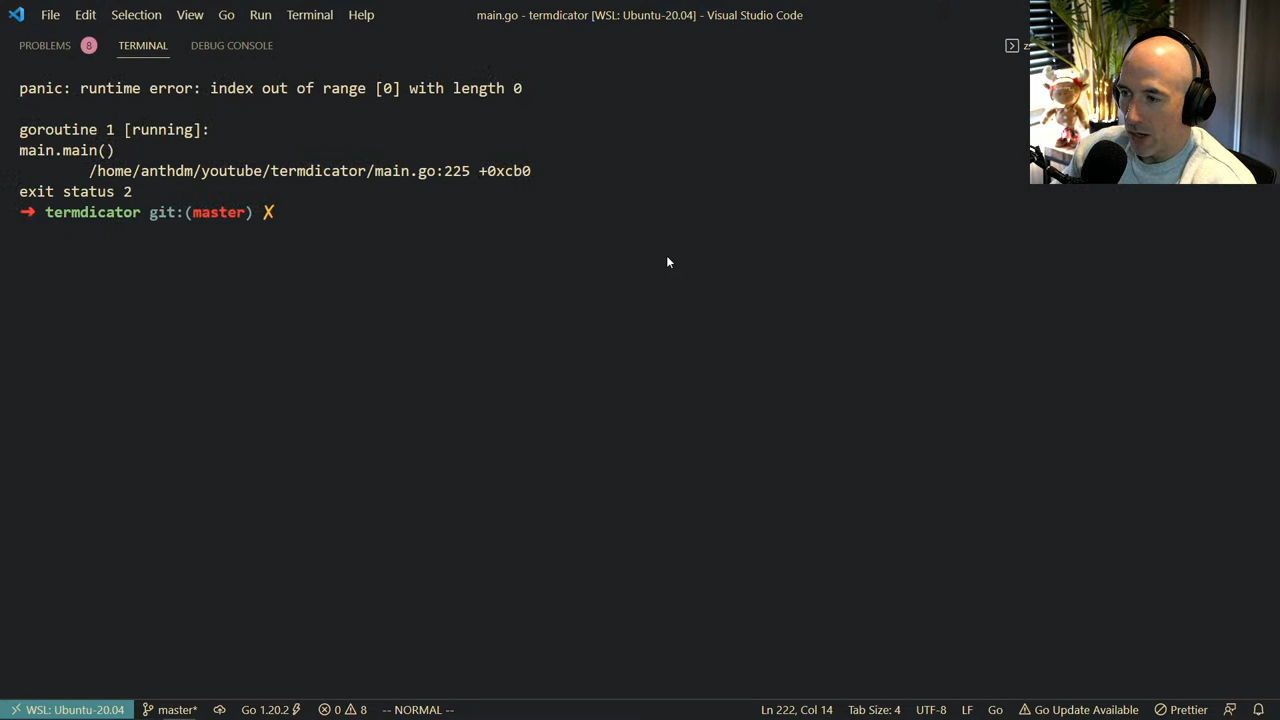 File Edit Selection View Go Run Terminal Help main.go - termdicator [WSL: Ubuntu-20.04] - Visual Studio Code
PROBLEMS 8 TERMINAL DEBUG CONSOLE
panic: runtime error: index out of range [0] with length 0
goroutine 1 [running]:
main.main()
/home/anthdm/youtube/termdicator/main.go:225 +0xcb0
exit status 2
➜ termdicator git:(master) ✗
WSL: Ubuntu-20.04 master* Go 1.20.2 0 8 -- NORMAL -- Ln 222, Col 14 Tab Size: 4 UTF-8 LF Go Go Update Available Prettier